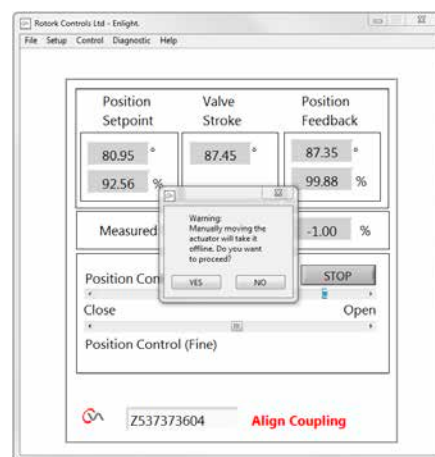 Rotork Controls Ltd - Enlight.
File Setup Control Diagnostic Help
Position Setpoint
Valve Stroke
Position Feedback
80.95 °
87.45 °
87.35 °
92.56 %
99.88 %
Warning:
Manually moving the
actuator will take it
offline. Do you want
to proceed?
YES NO
Measured
-1.00 %
Position Con
STOP
Close Open
Position Control (Fine)
Z537373604
Align Coupling